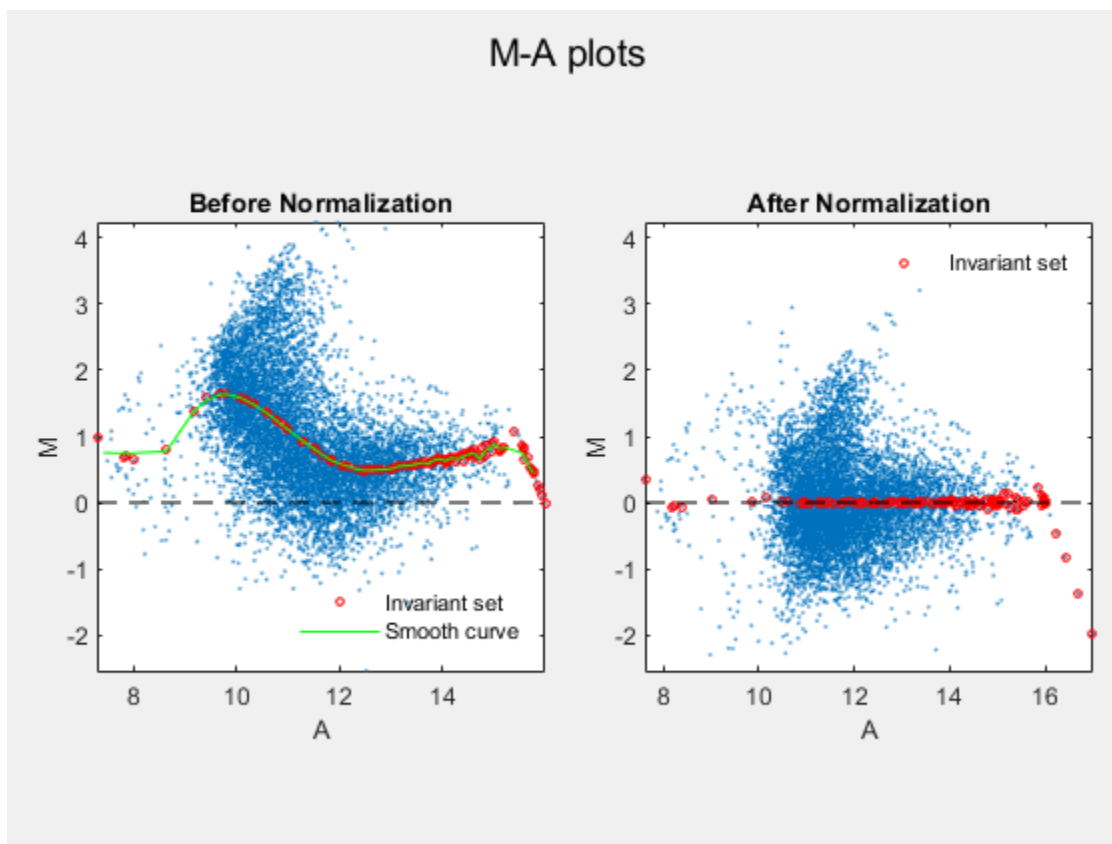 M-A plots
Before Normalization
4
3
2
1
0
-1
-2
M
8
10
12
14
A
Invariant set
Smooth curve
After Normalization
4
3
2
1
0
-1
-2
M
8
10
12
14
16
A
Invariant set